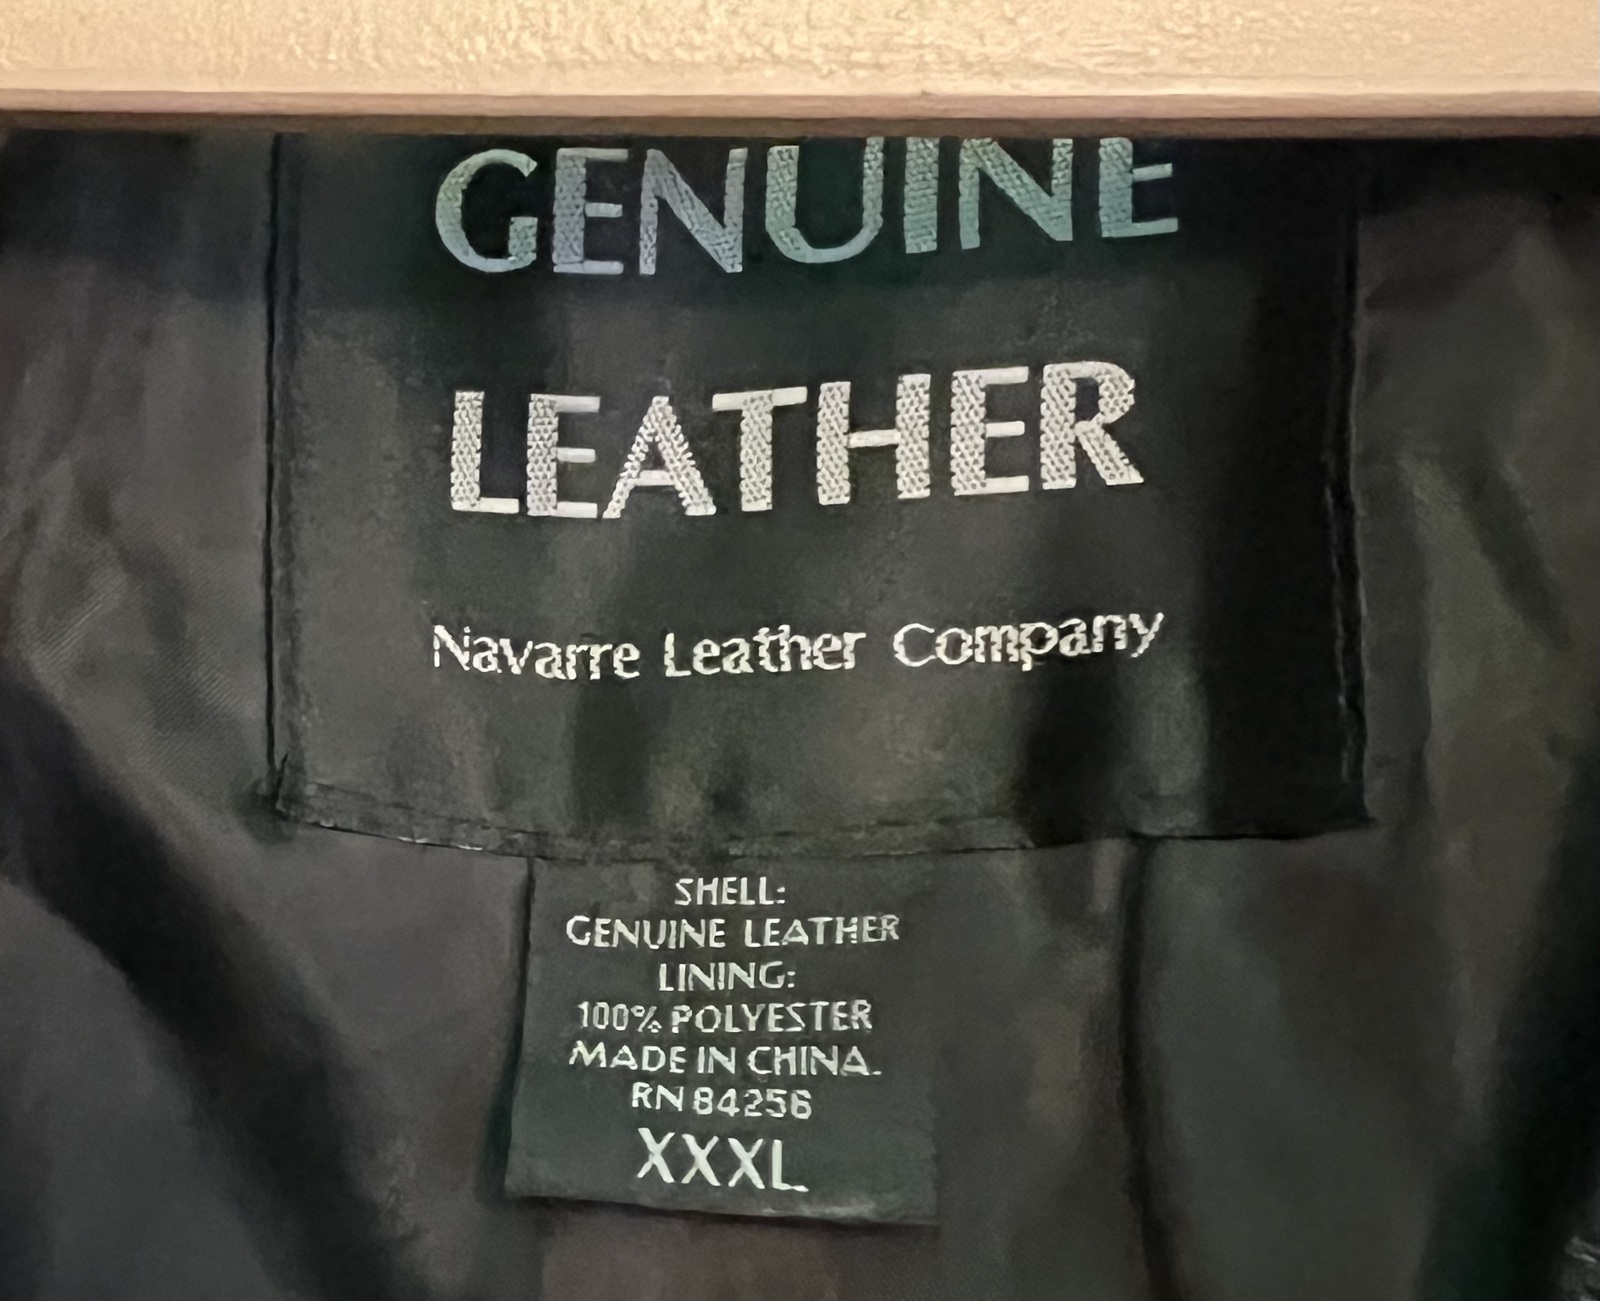 GENUINE
LEATHER
Navarre Leather Company
SHELL:
GENUINE LEATHER
LINING:
100% POLYESTER
MADE IN CHINA.
RN 84256
XXXL